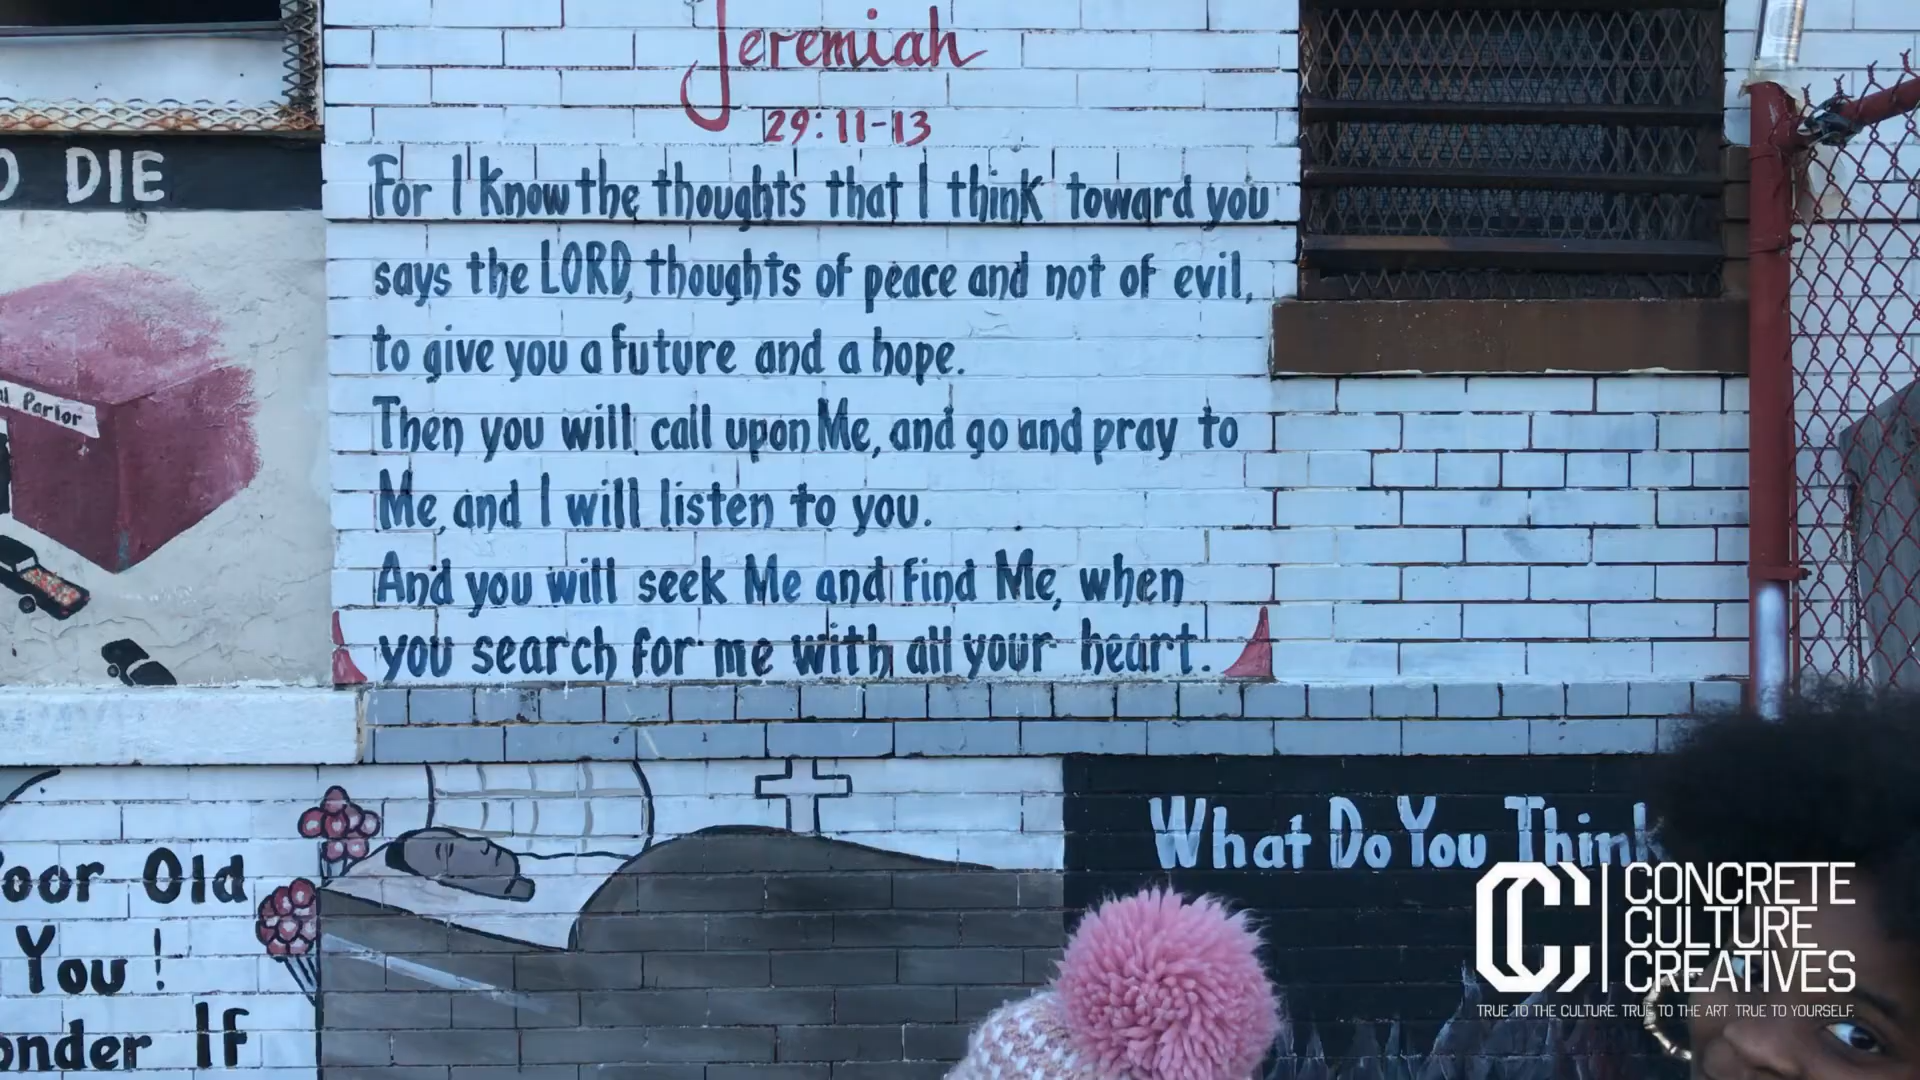 Jeremiah
29:11-13
For I know the thoughts that I think toward you
says the LORD, thoughts of peace and not of evil,
to give you a future and a hope.
Then you will call upon Me, and go and pray to
Me, and I will listen to you.
And you will seek Me and find Me, when
you search for me with all your heart.
DIE
Parlor
Old
You!
IF
What Do You Think
CONCRETE
CULTURE
CREATIVES
TRUE TO THE CULTURE. TRUE TO THE ART TRUE TO YOURSELF.